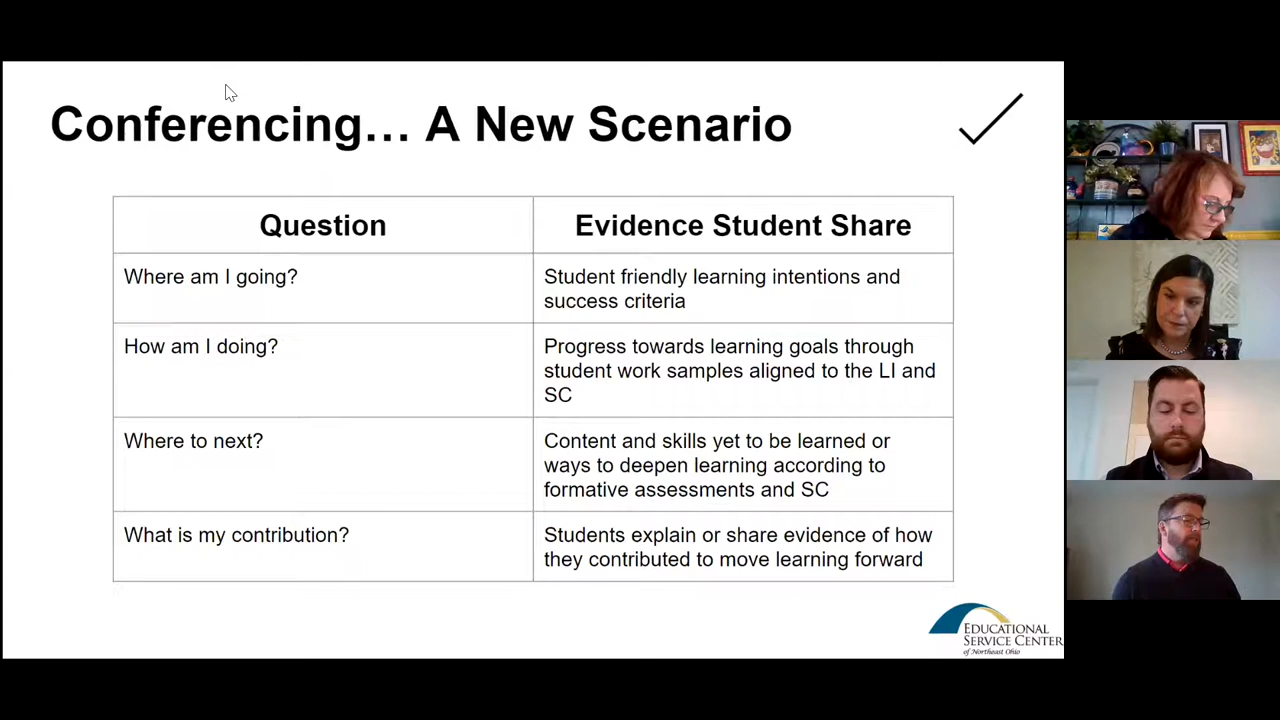 Conferencing… A New Scenario
Question
Evidence Student Share
Where am I going?
Student friendly learning intentions and
success criteria
How am I doing?
Progress towards learning goals through
student work samples aligned to the LI and
SC
Where to next?
Content and skills yet to be learned or
ways to deepen learning according to
formative assessments and SC
What is my contribution?
Students explain or share evidence of how
they contributed to move learning forward
EDUCATIONAL
SERVICE CENTER
of Northeast Ohio